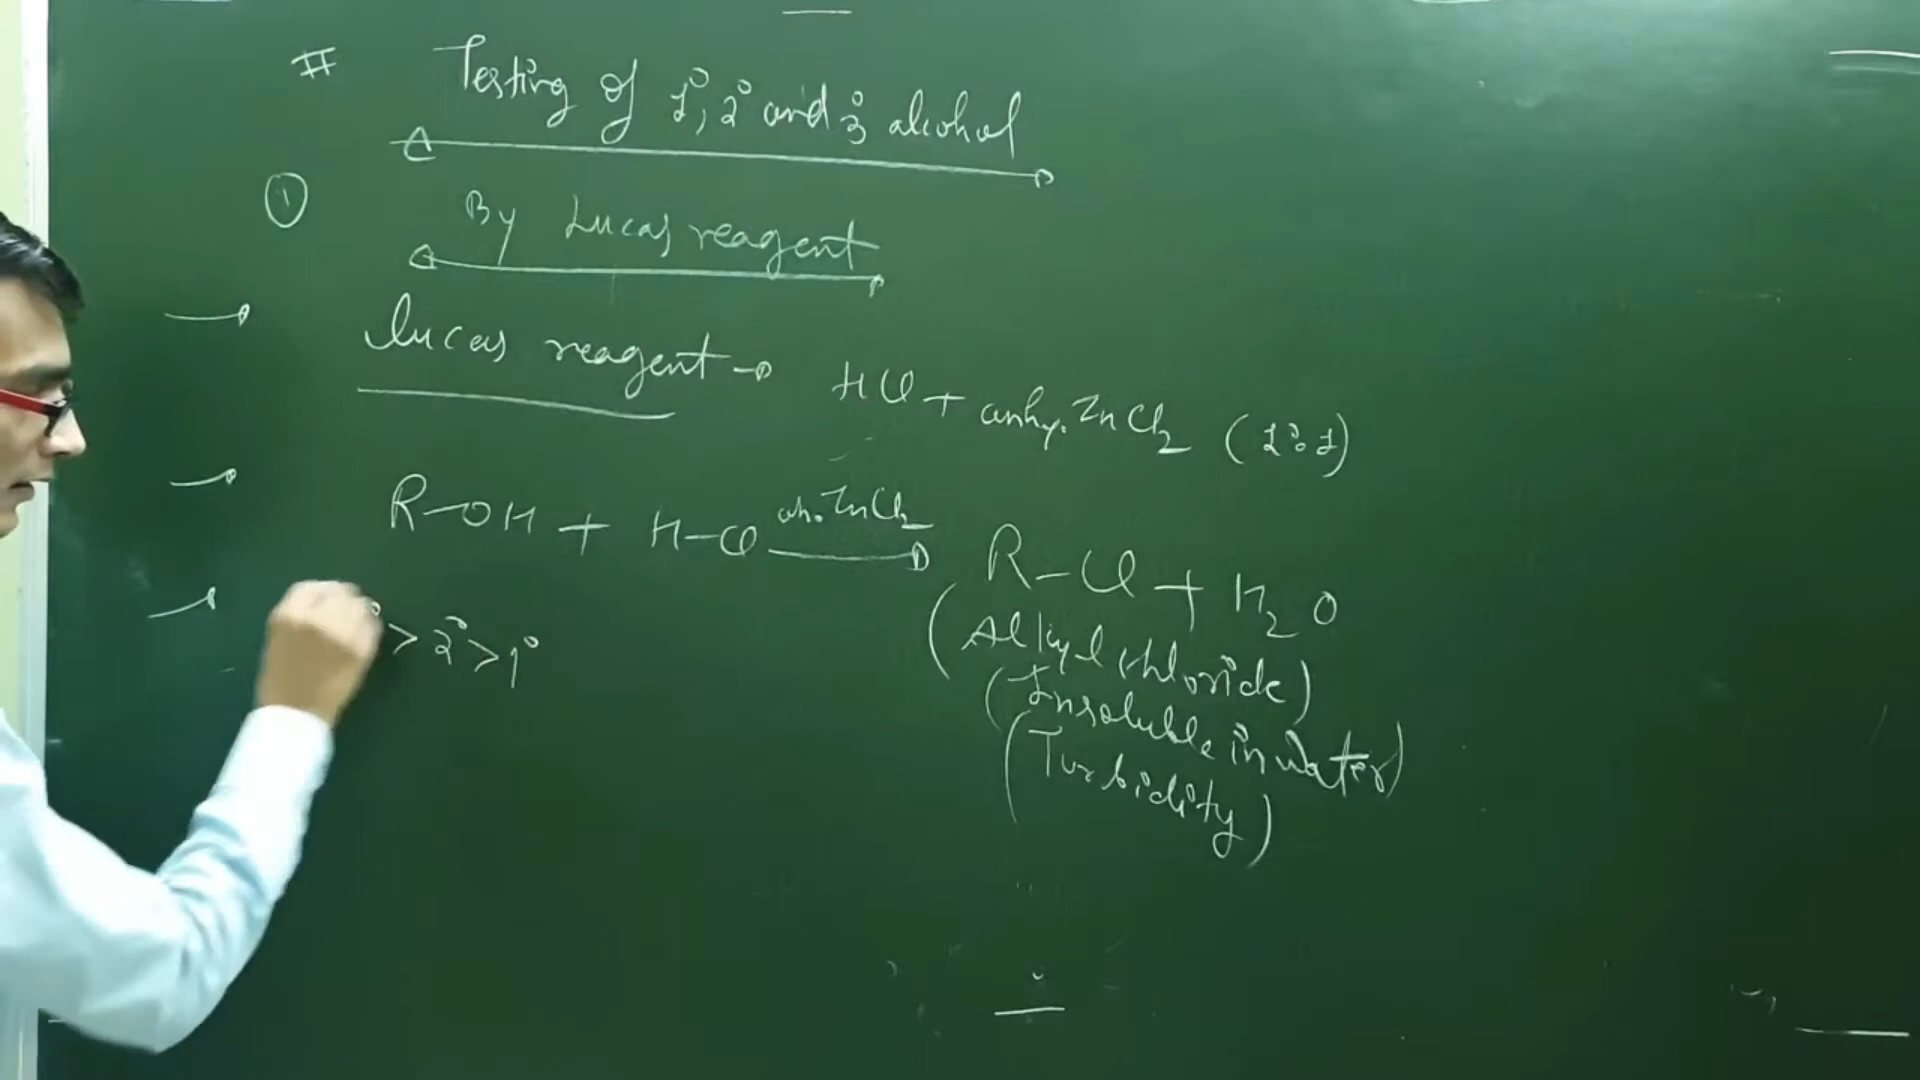 # Testing of 1°, 2° and 3° alcohol
① By Lucas reagent
→ lucas reagent → HCl + anhy. ZnCl₂ (1:1)
→ R-OH + H-Cl —an. ZnCl₂→ R-Cl + H₂O
(Alkyl chloride)
(Insoluble in water)
(Turbidity)
→ ° > 2° > 1°